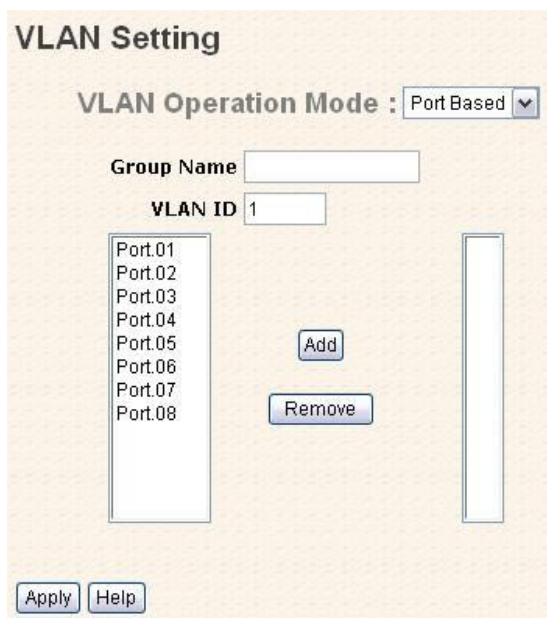 VLAN Setting
VLAN Operation Mode : Port Based
Group Name
VLAN ID 1
Port.01
Port.02
Port.03
Port.04
Port.05
Port.06
Port.07
Port.08
Add
Remove
Apply Help